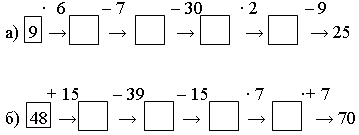 · 6 – 7 – 30 · 2 – 9
а) 9 → □ → □ → □ → □ → 25
+ 15 – 39 – 15 · 7 ·+ 7
б) 48 → □ → □ → □ → □ → 70